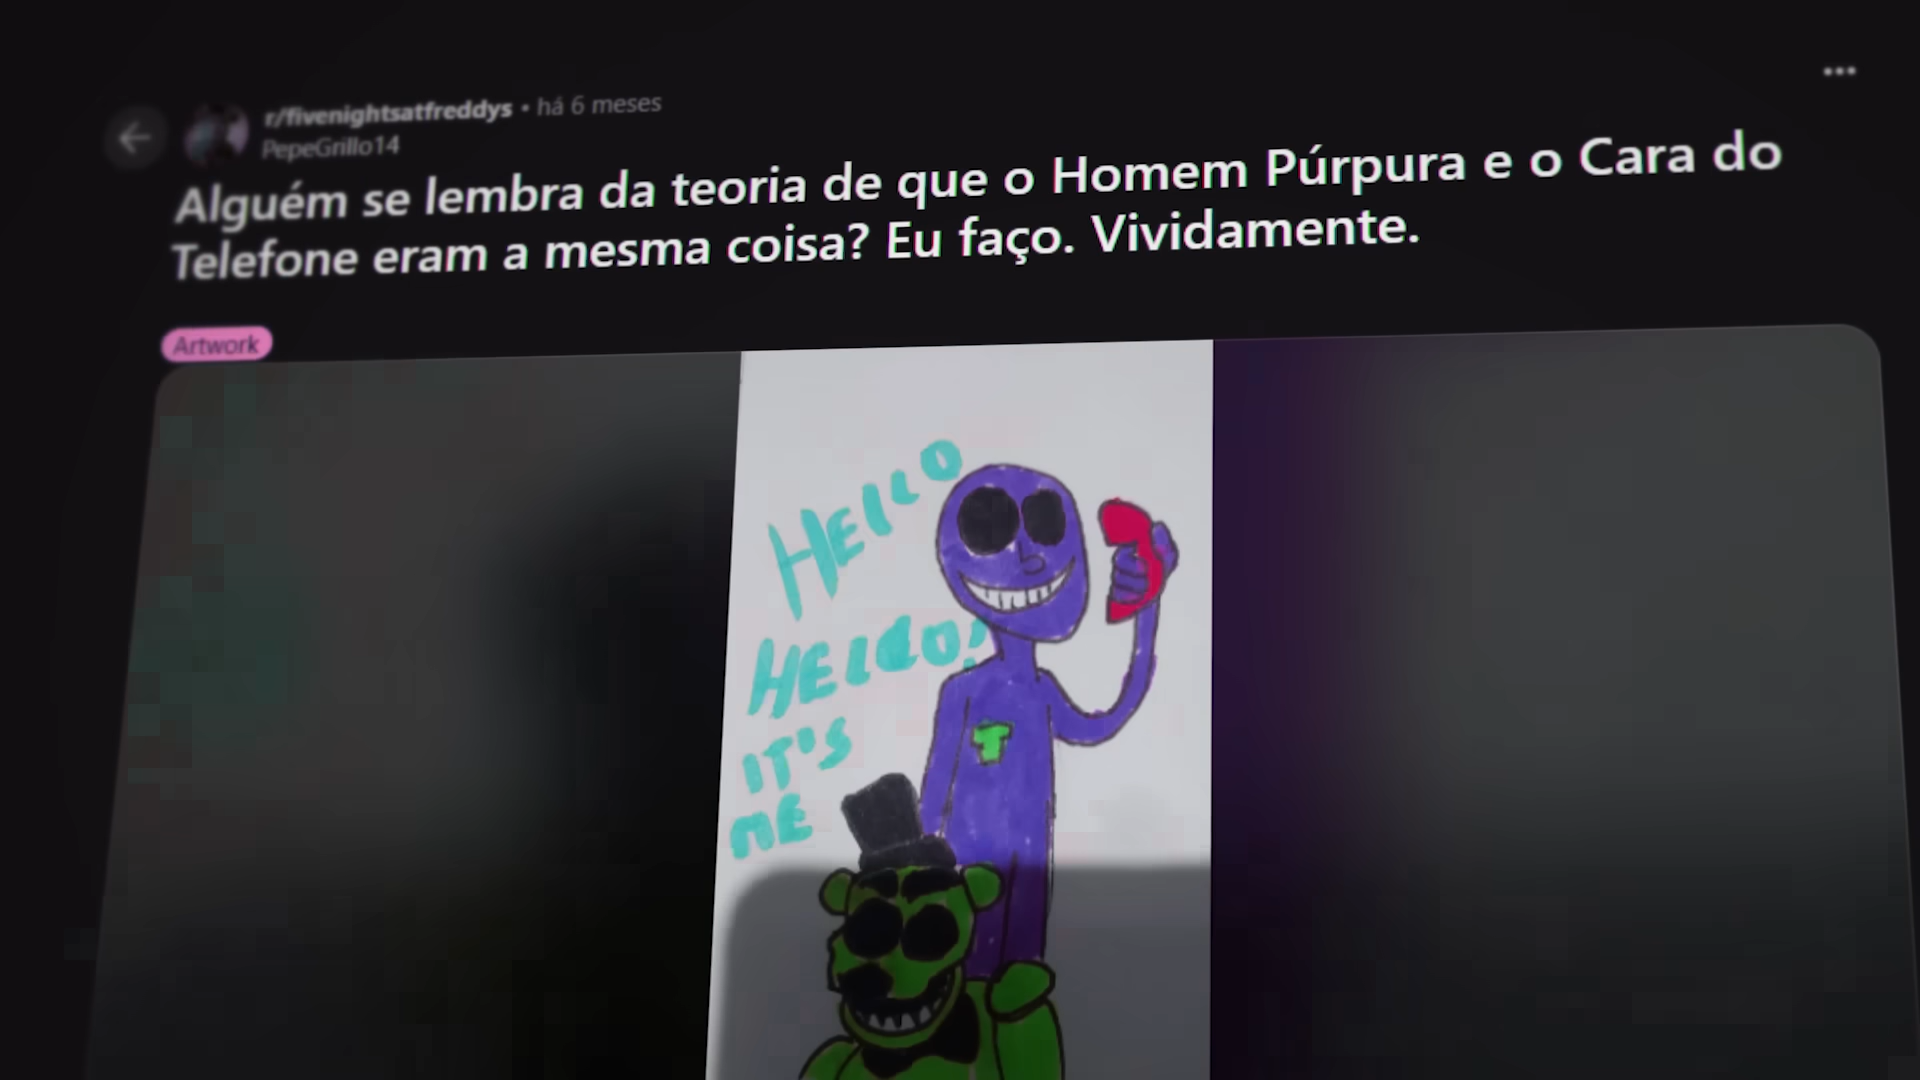 r/fivenightsatfreddys • há 6 meses
PepeGrillo14
Alguém se lembra da teoria de que o Homem Púrpura e o Cara do
Telefone eram a mesma coisa? Eu faço. Vividamente.
Artwork
HELLO
HELLO!
IT'S
ME